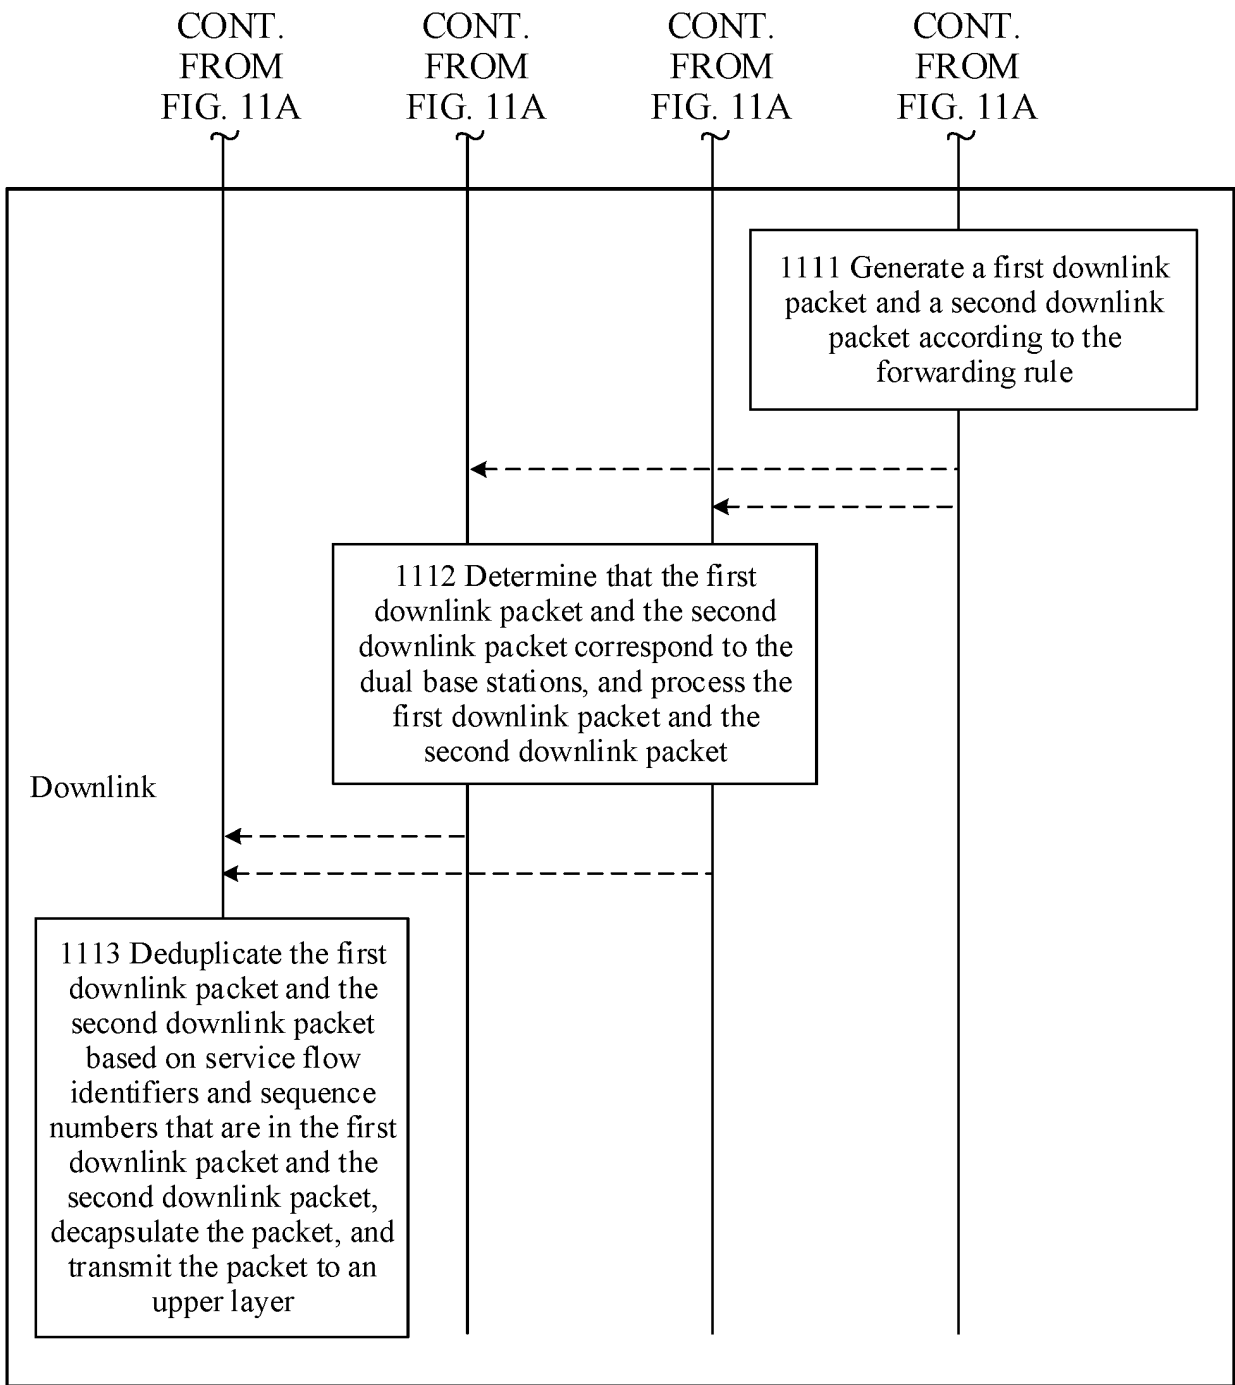 CONT.
FROM
FIG. 11A
CONT.
FROM
FIG. 11A
CONT.
FROM
FIG. 11A
CONT.
FROM
FIG. 11A
1111 Generate a first downlink
packet and a second downlink
packet according to the
forwarding rule
1112 Determine that the first
downlink packet and the second
downlink packet correspond to the
dual base stations, and process the
first downlink packet and the
second downlink packet
Downlink
1113 Deduplicate the first
downlink packet and the
second downlink packet
based on service flow
identifiers and sequence
numbers that are in the first
downlink packet and the
second downlink packet,
decapsulate the packet, and
transmit the packet to an
upper layer